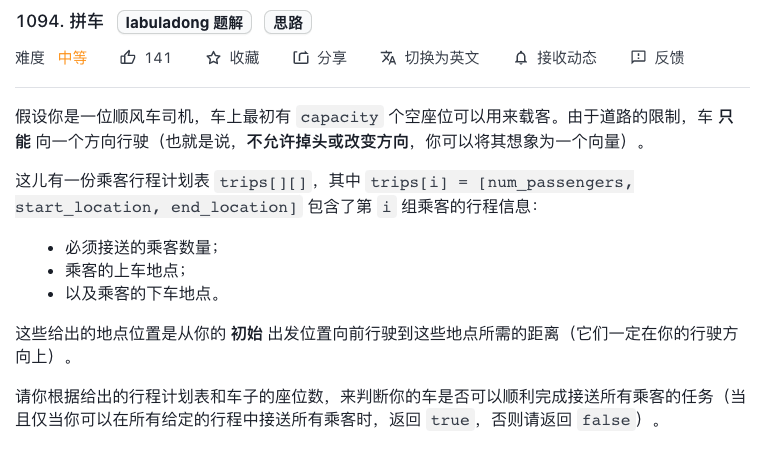 1094. 拼车 labuladong 题解 思路
难度 中等 141 收藏 分享 切换为英文 接收动态 反馈
假设你是一位顺风车司机，车上最初有 capacity 个空座位可以用来载客。由于道路的限制，车 只
能 向一个方向行驶（也就是说，不允许掉头或改变方向，你可以将其想象为一个向量）。
这儿有一份乘客行程计划表 trips[][]，其中 trips[i] = [num_passengers,
start_location, end_location] 包含了第 i 组乘客的行程信息：
• 必须接送的乘客数量；
• 乘客的上车地点；
• 以及乘客的下车地点。
这些给出的地点位置是从你的 初始 出发位置向前行驶到这些地点所需的距离（它们一定在你的行驶方
向上）。
请你根据给出的行程计划表和车子的座位数，来判断你的车是否可以顺利完成接送所有乘客的任务（当
且仅当你可以在所有给定的行程中接送所有乘客时，返回 true，否则请返回 false）。